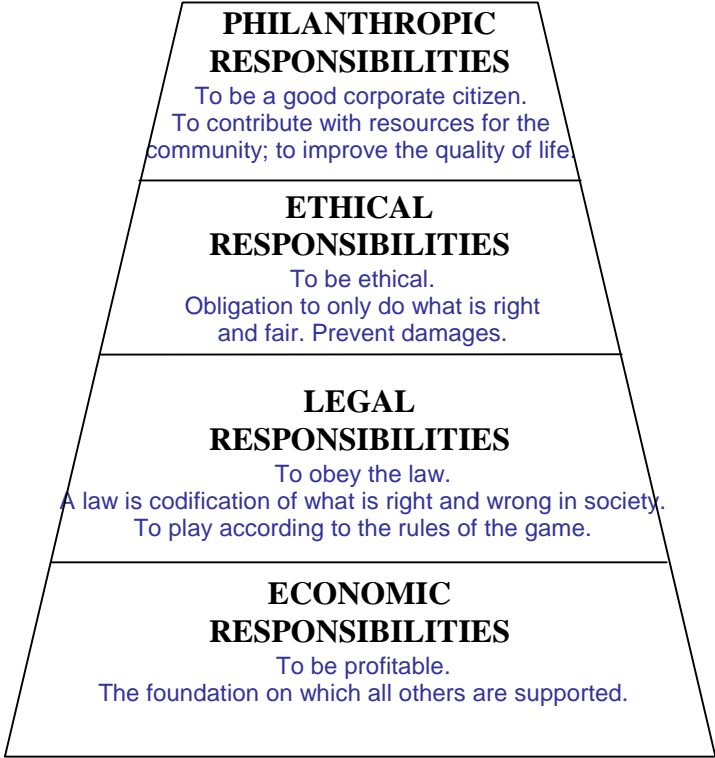 PHILANTHROPIC
RESPONSIBILITIES
To be a good corporate citizen.
To contribute with resources for the
community; to improve the quality of life.
ETHICAL
RESPONSIBILITIES
To be ethical.
Obligation to only do what is right
and fair. Prevent damages.
LEGAL
RESPONSIBILITIES
To obey the law.
A law is codification of what is right and wrong in society.
To play according to the rules of the game.
ECONOMIC
RESPONSIBILITIES
To be profitable.
The foundation on which all others are supported.